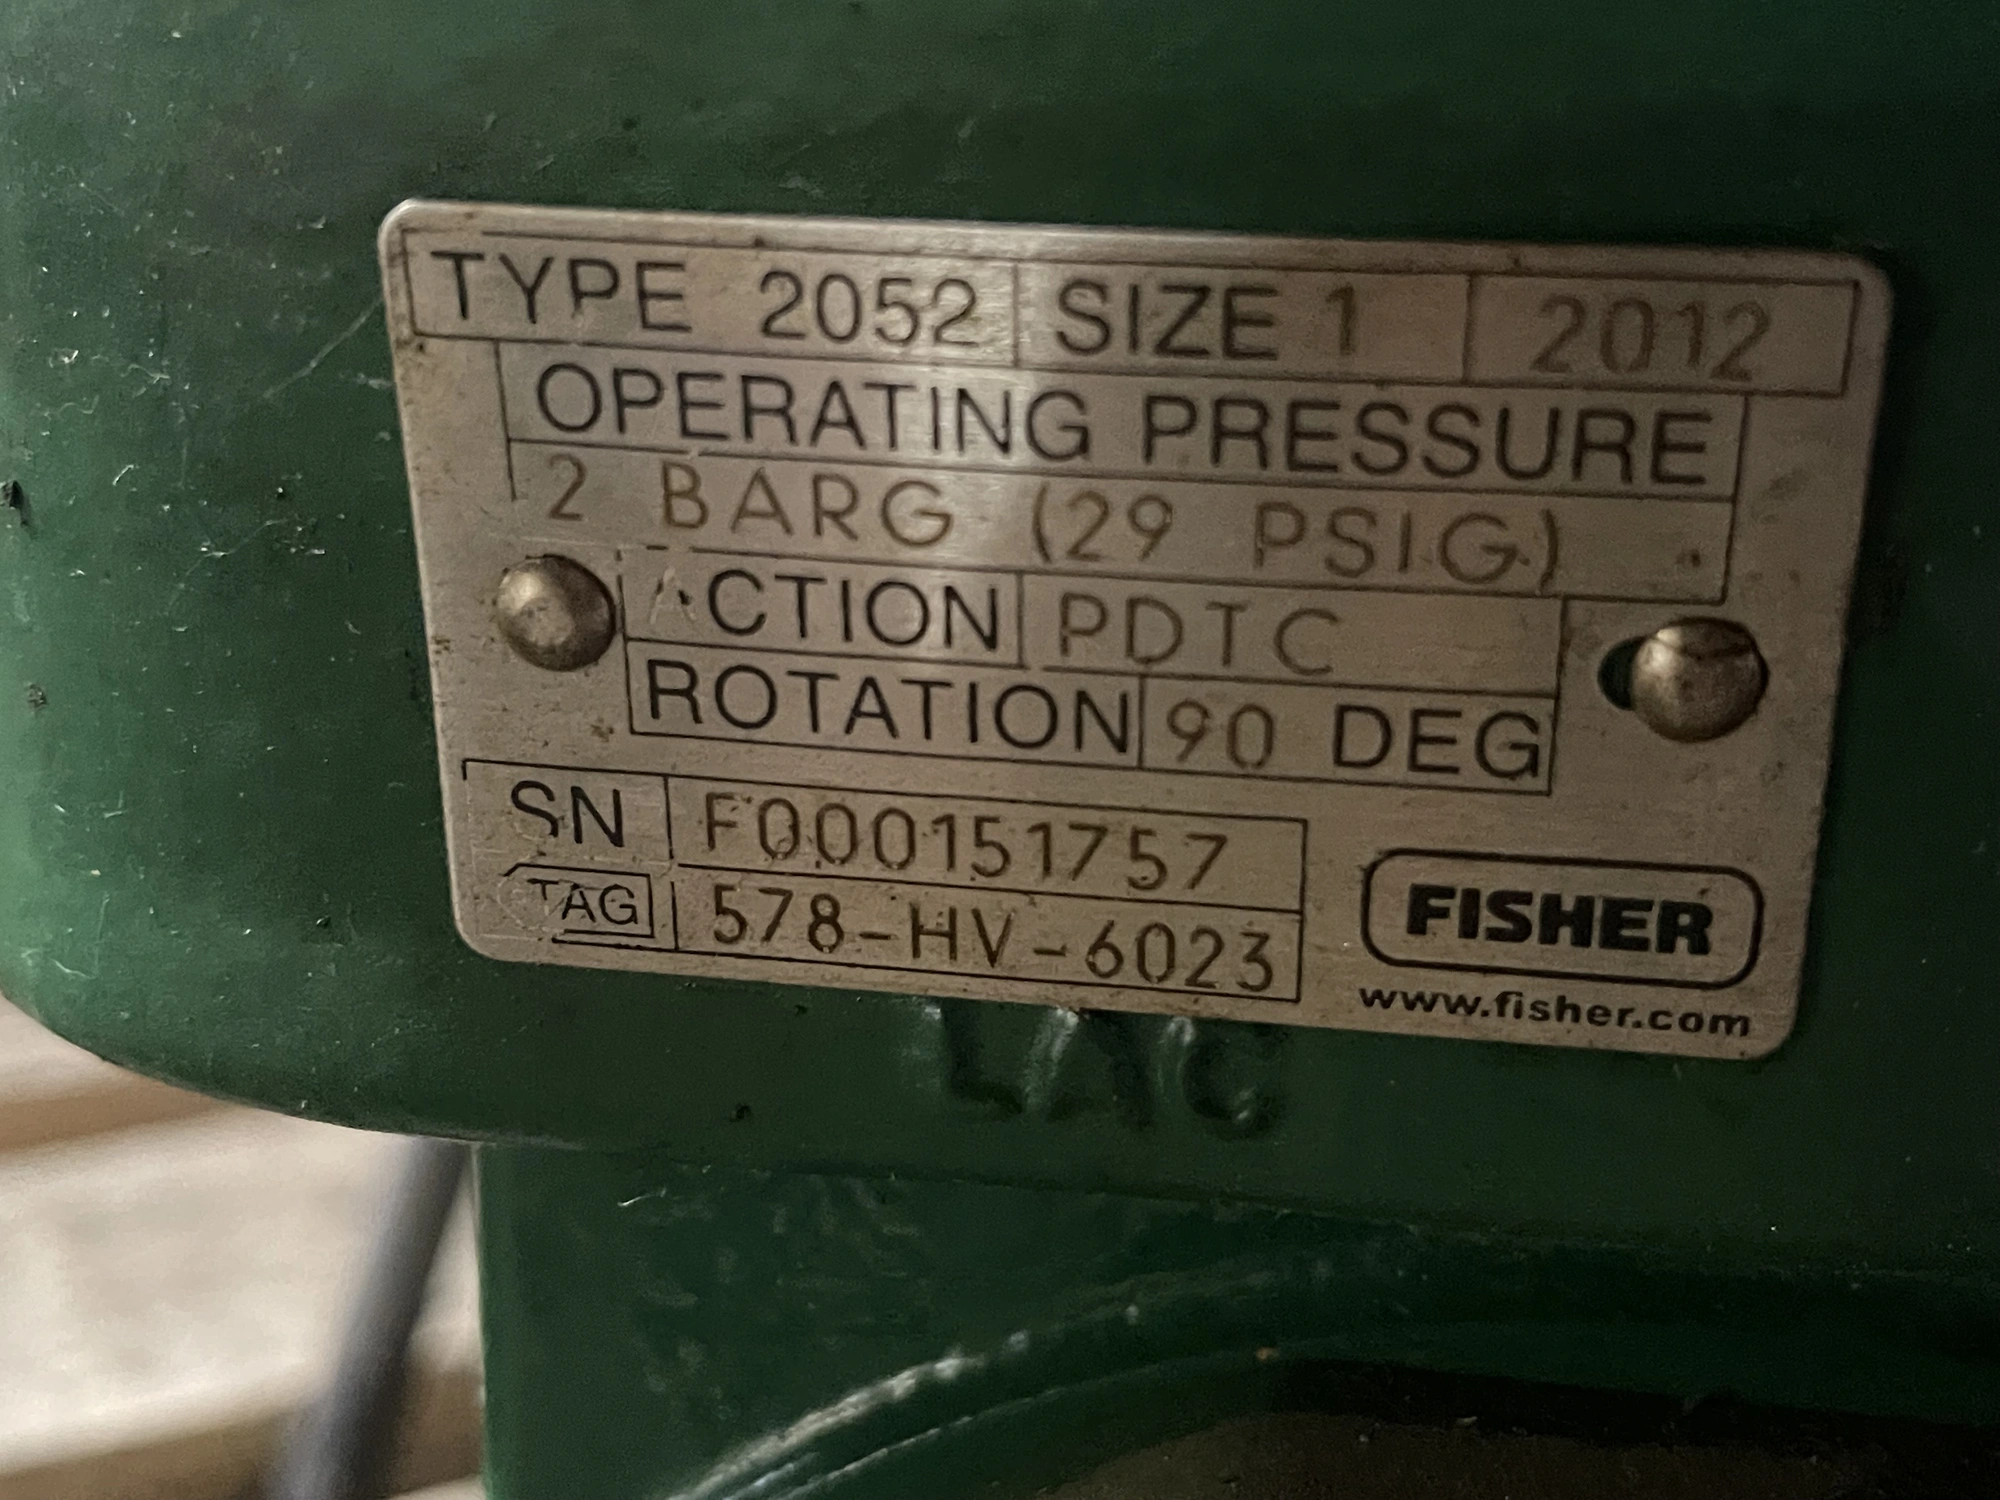 TYPE 2052 SIZE 1 2012
OPERATING PRESSURE
2 BARG (29 PSIG)
ACTION PDTC
ROTATION 90 DEG
SN F000151757
TAG 578-HV-6023
FISHER
www.fisher.com